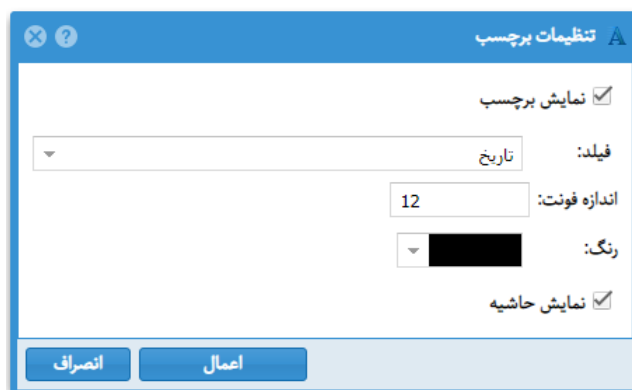 تنظیمات برچسب
نمایش برچسب
فیلد: تاریخ
اندازه فونت: 12
رنگ:
نمایش حاشیه
اعمال انصراف